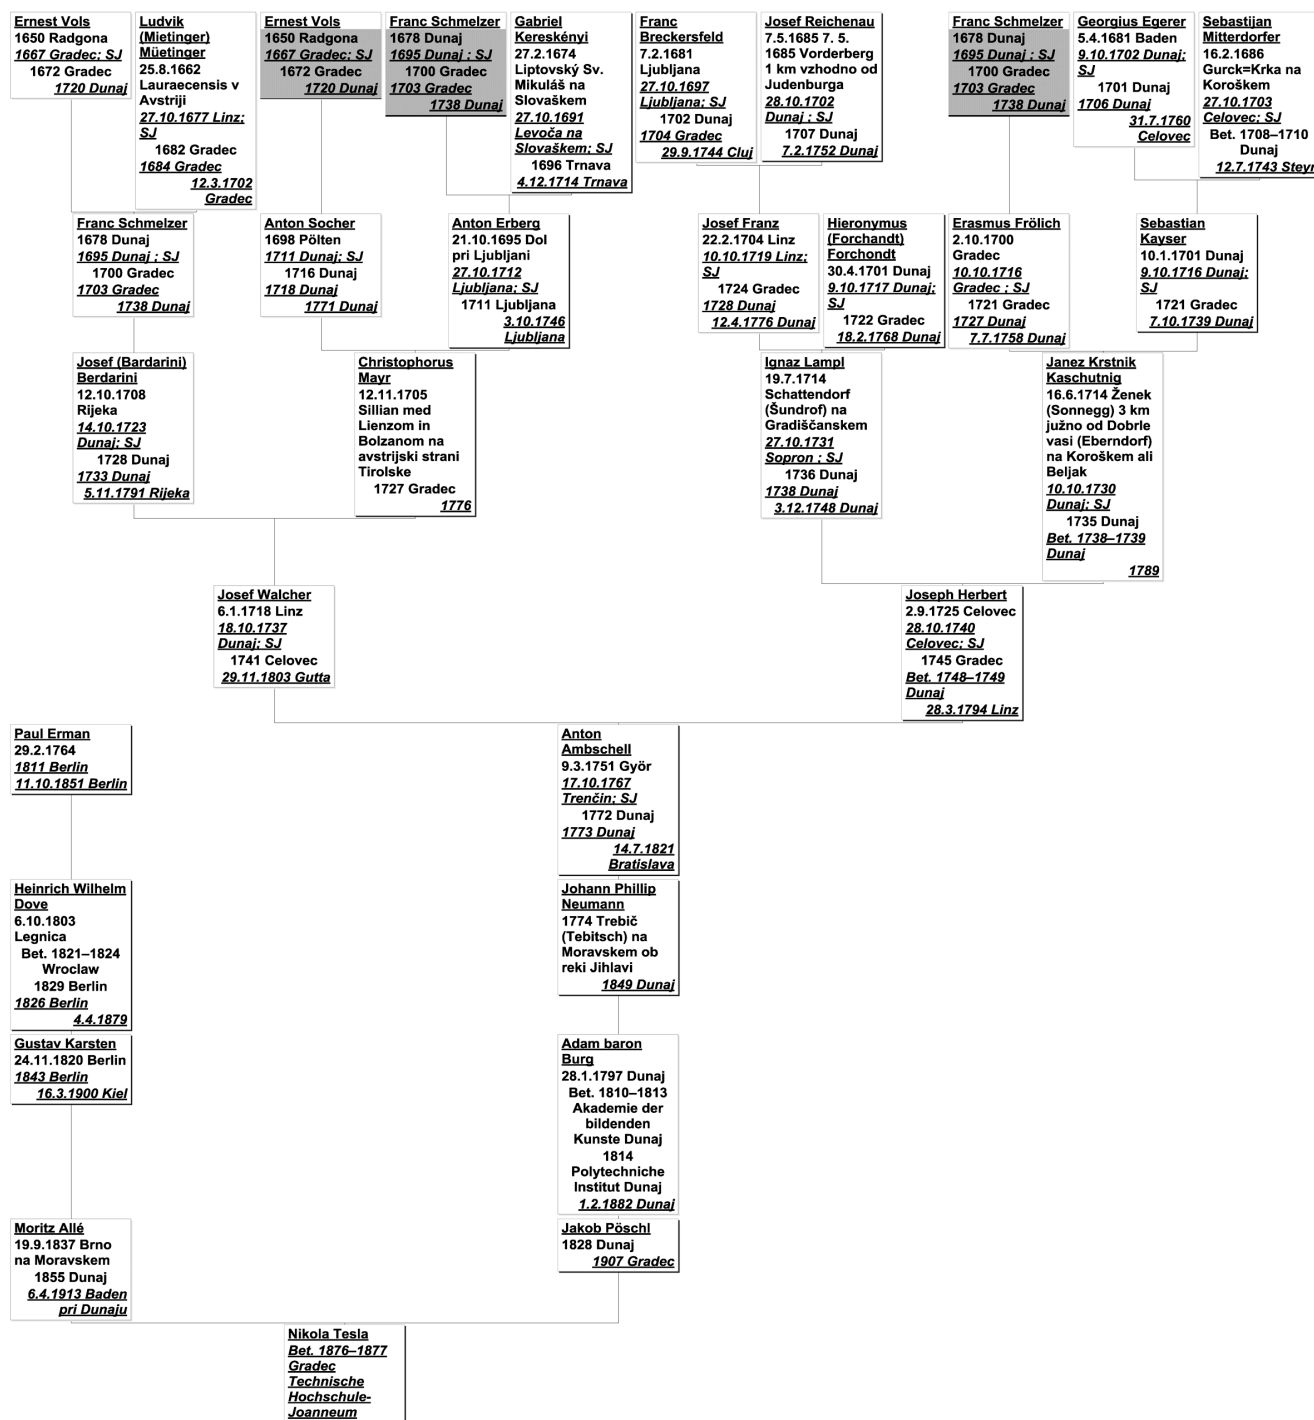 Ernest Vols
1650 Radgona
1667 Gradec; SJ
1672 Gradec
1720 Dunaj
Ludvik
(Mietinger)
Müetinger
25.8.1662
Lauraecensis v
Avstriji
27.10.1677 Linz;
SJ
1682 Gradec
1684 Gradec
12.3.1702
Gradec
Ernest Vols
1650 Radgona
1667 Gradec; SJ
1672 Gradec
1720 Dunaj
Franc Schmelzer
1678 Dunaj
1695 Dunaj ; SJ
1700 Gradec
1703 Gradec
1738 Dunaj
Gabriel
Kereskényi
27.2.1674
Liptovský Sv.
Mikuláš na
Slovaškem
27.10.1691
Levoča na
Slovaškem; SJ
1696 Trnava
4.12.1714 Trnava
Franc
Breckersfeld
7.2.1681
Ljubljana
27.10.1697
Ljubljana; SJ
1702 Dunaj
1704 Gradec
29.9.1744 Cluj
Josef Reichenau
7.5.1685 7. 5.
1685 Vorderberg
1 km vzhodno od
Judenburga
28.10.1702
Dunaj ; SJ
1707 Dunaj
7.2.1752 Dunaj
Franc Schmelzer
1678 Dunaj
1695 Dunaj ; SJ
1700 Gradec
1703 Gradec
1738 Dunaj
Georgius Egerer
5.4.1681 Baden
9.10.1702 Dunaj;
SJ
1701 Dunaj
1706 Dunaj
31.7.1760
Celovec
Sebastijan
Mitterdorfer
16.2.1686
Gurck=Krka na
Koroškem
27.10.1703
Celovec; SJ
Bet. 1708–1710
Dunaj
12.7.1743 Steyr
Franc Schmelzer
1678 Dunaj
1695 Dunaj ; SJ
1700 Gradec
1703 Gradec
1738 Dunaj
Anton Socher
1698 Pölten
1711 Dunaj; SJ
1716 Dunaj
1718 Dunaj
1771 Dunaj
Anton Erberg
21.10.1695 Dol
pri Ljubljani
27.10.1712
Ljubljana; SJ
1711 Ljubljana
3.10.1746
Ljubljana
Josef Franz
22.2.1704 Linz
10.10.1719 Linz;
SJ
1724 Gradec
1728 Dunaj
12.4.1776 Dunaj
Hieronymus
(Forchandt)
Forchondt
30.4.1701 Dunaj
9.10.1717 Dunaj;
SJ
1722 Gradec
18.2.1768 Dunaj
Erasmus Frölich
2.10.1700
Gradec
10.10.1716
Gradec ; SJ
1721 Gradec
1727 Dunaj
7.7.1758 Dunaj
Sebastian
Kayser
10.1.1701 Dunaj
9.10.1716 Dunaj;
SJ
1721 Gradec
7.10.1739 Dunaj
Josef (Bardarini)
Berdarini
12.10.1708
Rijeka
14.10.1723
Dunaj; SJ
1728 Dunaj
1733 Dunaj
5.11.1791 Rijeka
Christophorus
Mayr
12.11.1705
Sillian med
Lienzom in
Bolzanom na
avstrijski strani
Tirolske
1727 Gradec
1776
Ignaz Lampl
19.7.1714
Schattendorf
(Šundrof) na
Gradiščanskem
27.10.1731
Sopron ; SJ
1736 Dunaj
1738 Dunaj
3.12.1748 Dunaj
Janez Krstnik
Kaschutnig
16.6.1714 Ženek
(Sonnegg) 3 km
južno od Dobrle
vasi (Eberndorf)
na Koroškem ali
Beljak
10.10.1730
Dunaj; SJ
1735 Dunaj
Bet. 1738–1739
Dunaj
1789
Josef Walcher
6.1.1718 Linz
18.10.1737
Dunaj; SJ
1741 Celovec
29.11.1803 Gutta
Joseph Herbert
2.9.1725 Celovec
28.10.1740
Celovec; SJ
1745 Gradec
Bet. 1748–1749
Dunaj
28.3.1794 Linz
Paul Erman
29.2.1764
1811 Berlin
11.10.1851 Berlin
Anton
Ambschell
9.3.1751 Györ
17.10.1767
Trenčin; SJ
1772 Dunaj
1773 Dunaj
14.7.1821
Bratislava
Heinrich Wilhelm
Dove
6.10.1803
Legnica
Bet. 1821–1824
Wroclaw
1829 Berlin
1826 Berlin
4.4.1879
Johann Phillip
Neumann
1774 Trebič
(Tebitsch) na
Moravskem ob
reki Jihlavi
1849 Dunaj
Gustav Karsten
24.11.1820 Berlin
1843 Berlin
16.3.1900 Kiel
Adam baron
Burg
28.1.1797 Dunaj
Bet. 1810–1813
Akademie der
bildenden
Kunste Dunaj
1814
Polytechniche
Institut Dunaj
1.2.1882 Dunaj
Moritz Allé
19.9.1837 Brno
na Moravskem
1855 Dunaj
6.4.1913 Baden
pri Dunaju
Jakob Pöschl
1828 Dunaj
1907 Gradec
Nikola Tesla
Bet. 1876–1877
Gradec
Technische
Hochschule-
Joanneum